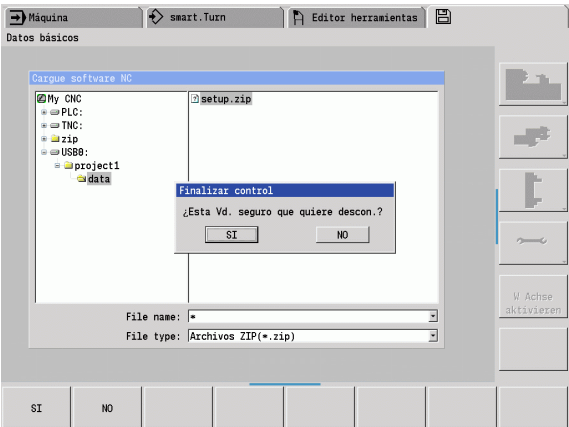 Máquina
smart.Turn
Editor herramientas
Datos básicos
Cargue software NC
My CNC
PLC:
TNC:
zip
USB0:
project1
data
setup.zip
Finalizar control
¿Esta Vd. seguro que quiere descon.?
SI
NO
File name: *
File type: Archivos ZIP(*.zip)
W Achse
aktivieren
SI
NO